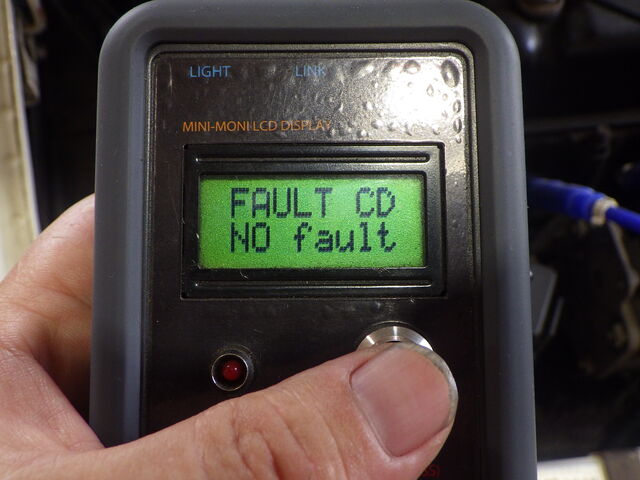 LIGHT LINK
MINI-MONI LCD DISPLAY
FAULT CD
NO fault